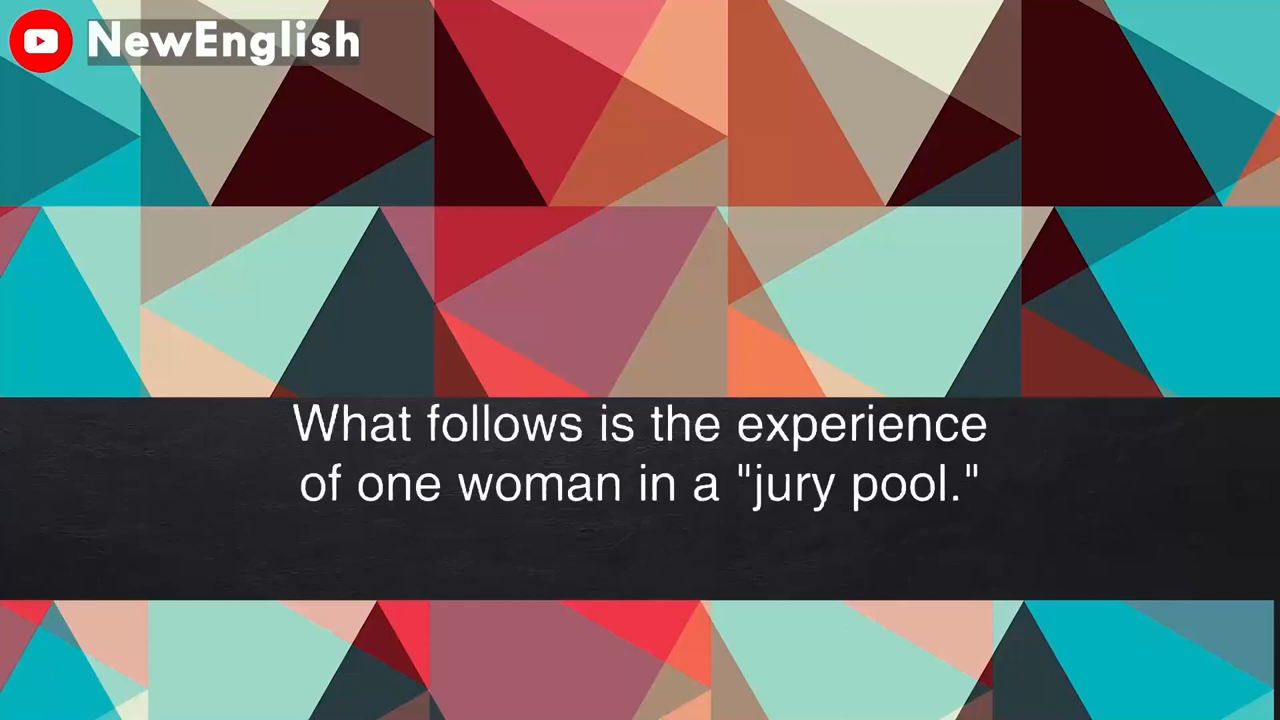 NewEnglish
What follows is the experience
of one woman in a "jury pool."